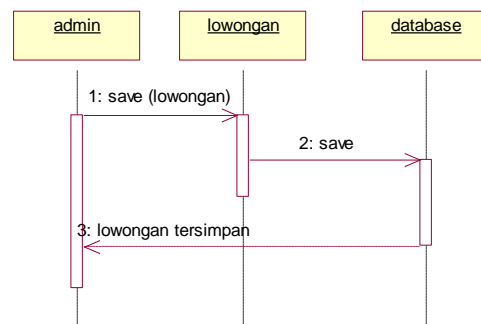 admin
lowongan
database
1: save (lowongan)
2: save
3: lowongan tersimpan